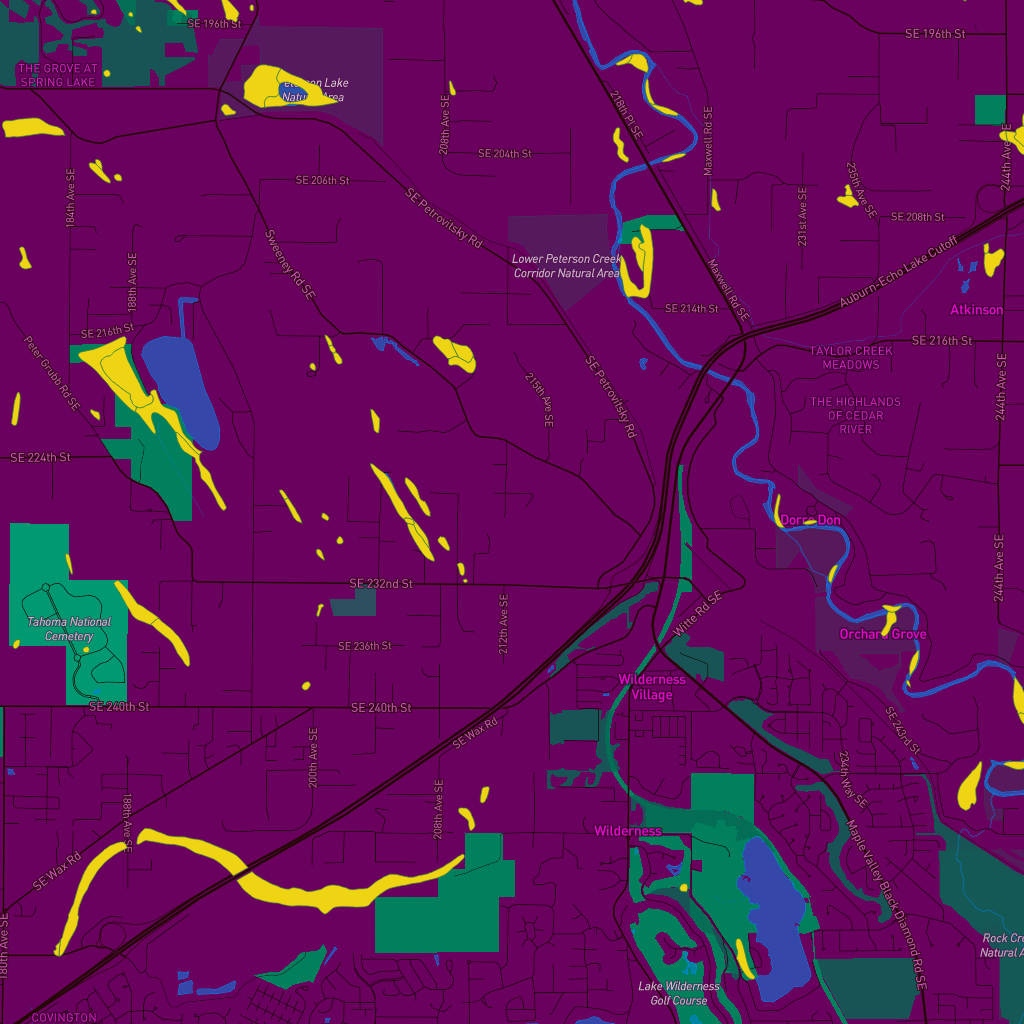 SE 196th St
SE 196th St
THE GROVE AT
SPRING LAKE
Lake
Area
208th Ave SE
218th Pl SE
Maxwell Rd SE
244th Ave SE
SE 204th St
SE 206th St
184th Ave SE
SE Petrovitsky Rd
235th Ave SE
231st Ave SE
SE 208th St
Sweeney Rd SE
188th Ave SE
Lower Peterson Creek
Corridor Natural Area
Maxwell Rd SE
Auburn-Echo Lake Cutoff
SE 214th St
Atkinson
SE 216th St
SE 216th St
Peter Grubb Rd SE
TAYLOR CREEK
MEADOWS
215th Ave SE
SE Petrovitsky Rd
244th Ave SE
THE HIGHLANDS
OF CEDAR
RIVER
SE 224th St
Dorre Don
244th Ave SE
SE 232nd St
212th Ave SE
Witte Rd SE
Tahoma National
Cemetery
Orchard Grove
SE 236th St
Wilderness
Village
SE 240th St
SE 240th St
SE Wax Rd
SE 243rd St
200th Ave SE
208th Ave SE
234th Way SE
188th Ave SE
Wilderness
SE Wax Rd
Maple Valley Black Diamond Rd SE
180th Ave SE
Rock Cre
Natural A
Lake Wilderness
Golf Course
COVINGTON